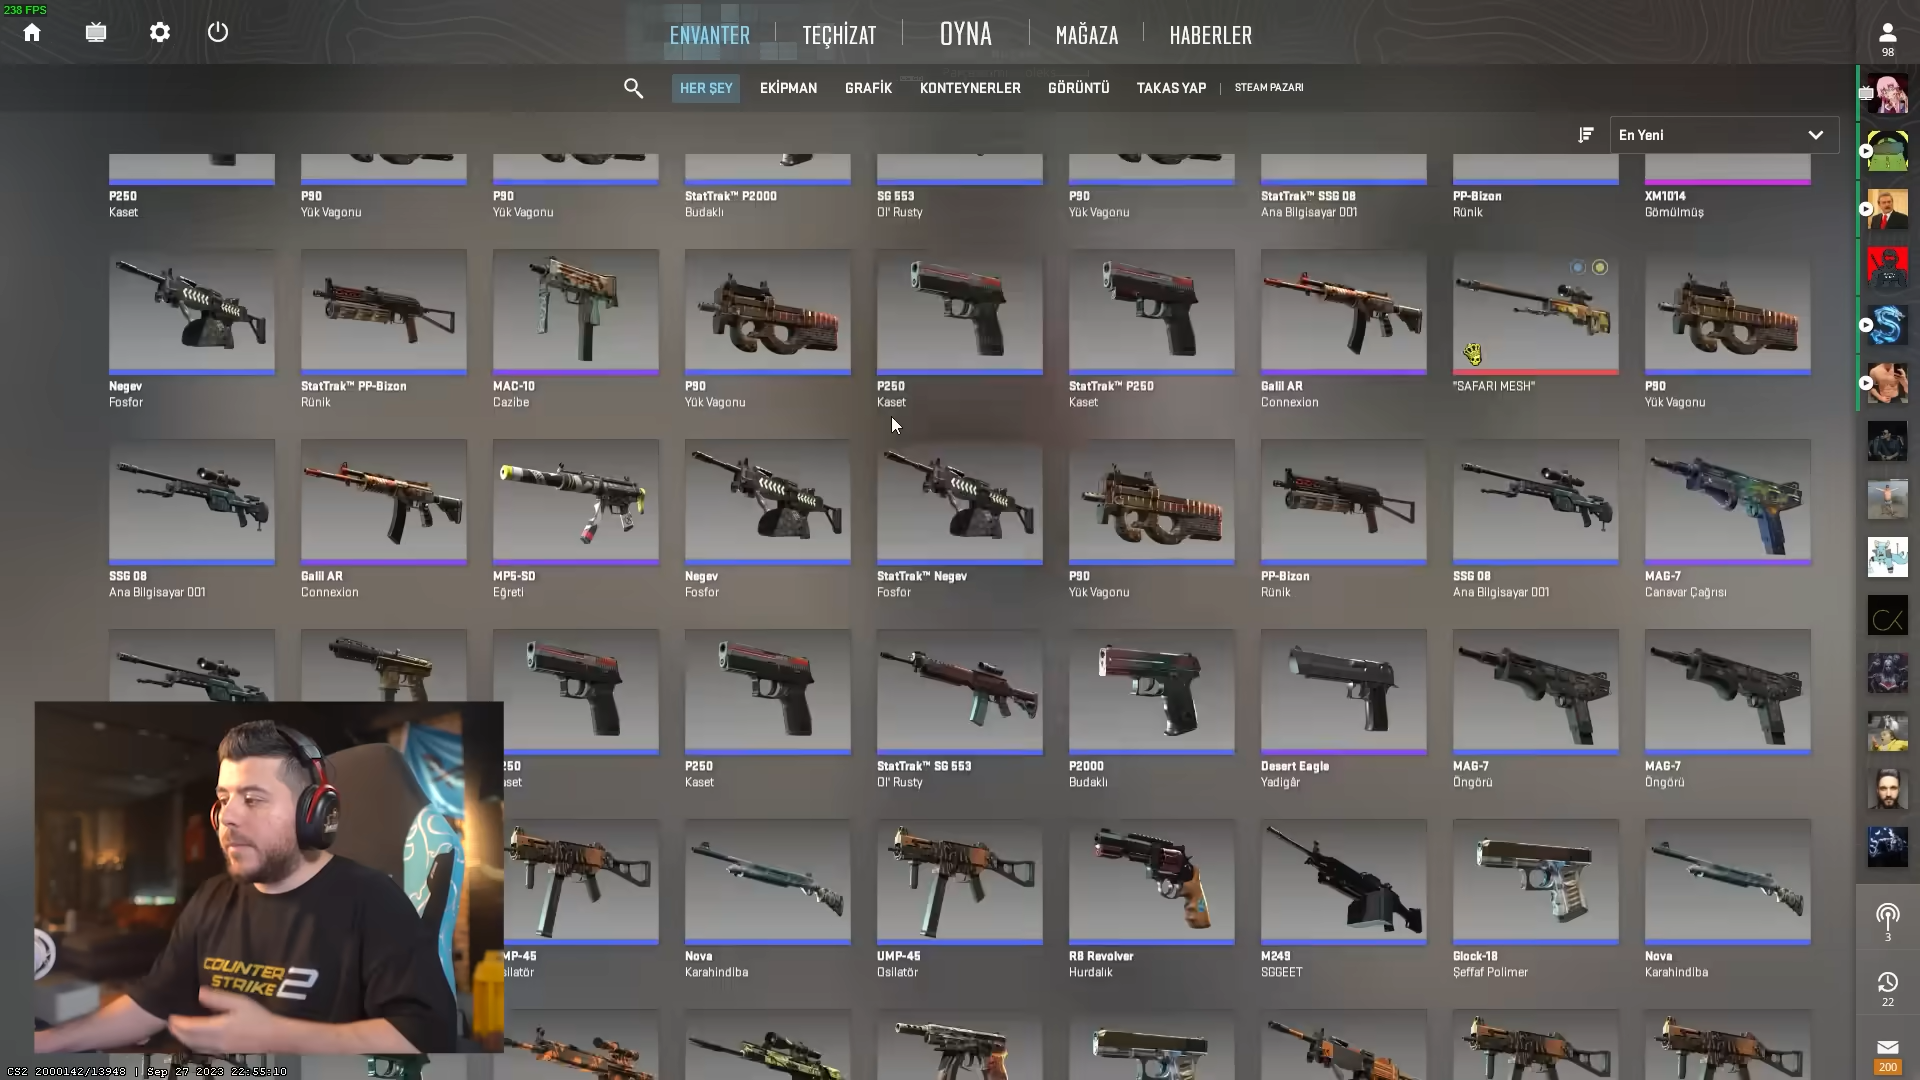 238 FPS
ENVANTER
TEÇHİZAT
OYNA
MAĞAZA
HABERLER
98
HER ŞEY
EKİPMAN
GRAFİK
KONTEYNERLER
GÖRÜNTÜ
TAKAS YAP
STEAM PAZARI
En Yeni
P250
Kaset
P90
Yük Vagonu
P90
Yük Vagonu
StatTrak™ P2000
Budaklı
SG 553
Ol' Rusty
P90
Yük Vagonu
StatTrak™ SSG 08
Ana Bilgisayar 001
PP-Bizon
Rünik
XM1014
Gömülmüş
Negev
Fosfor
StatTrak™ PP-Bizon
Rünik
MAC-10
Cazibe
P90
Yük Vagonu
P250
Kaset
StatTrak™ P250
Kaset
Galil AR
Connexion
"SAFARI MESH"
P90
Yük Vagonu
SSG 08
Ana Bilgisayar 001
Galil AR
Connexion
MP5-SD
Eğreti
Negev
Fosfor
StatTrak™ Negev
Fosfor
P90
Yük Vagonu
PP-Bizon
Rünik
SSG 08
Ana Bilgisayar 001
MAG-7
Canavar Çağrısı
250
aset
P250
Kaset
StatTrak™ SG 553
Ol' Rusty
P2000
Budaklı
Desert Eagle
Yadigâr
MAG-7
Öngörü
MAG-7
Öngörü
MP-45
silatör
Nova
Karahindiba
UMP-45
Osilatör
R8 Revolver
Hurdalık
M249
SGGEET
Glock-18
Şeffaf Polimer
Nova
Karahindiba
COUNTER
STRIKE 2
3
22
200
CS2 2000142/13948 | Sep 27 2023 22:55:10